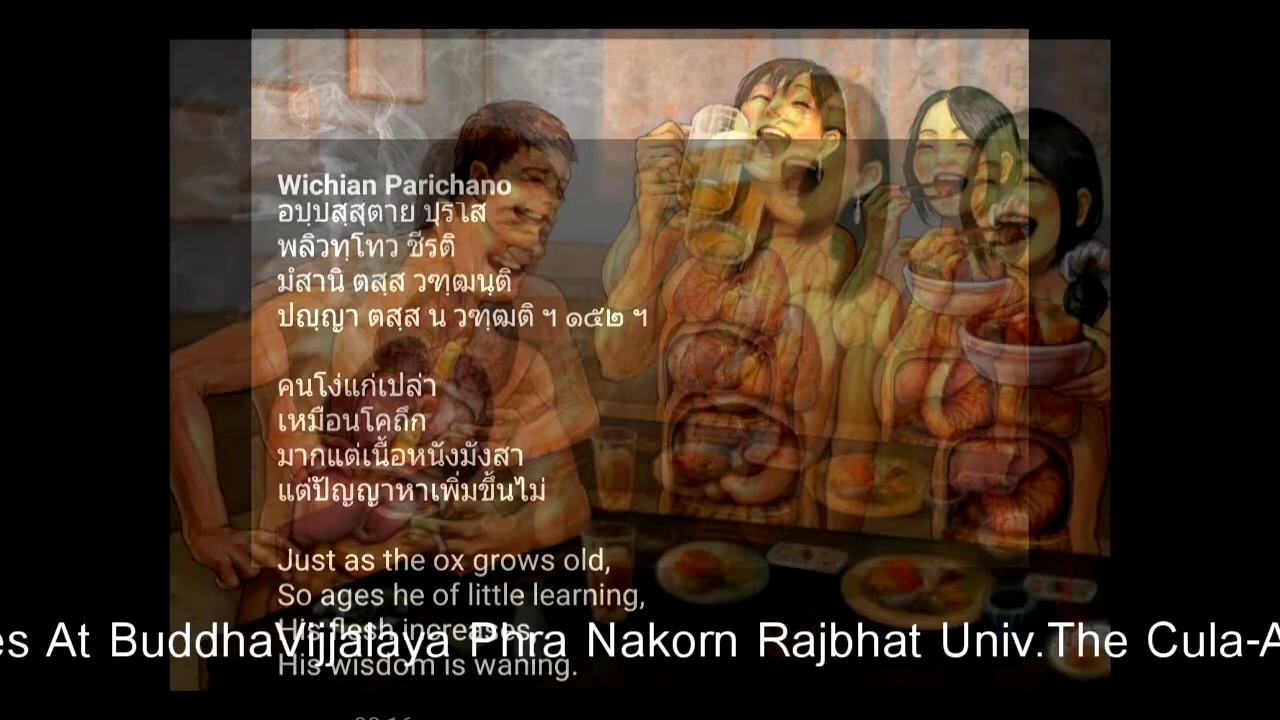 Wichian Parichano
อปฺปสฺสุตาย ปุริโส
พลิวทฺโทว ชีรติ
มํสานิ ตสฺส วฑฺฒนฺติ
ปญฺญา ตสฺส น วฑฺฒติ ฯ ๑๕๒ ฯ
คนโง่แก่เปล่า
เหมือนโคถึก
มากแต่เนื้อหนังมังสา
แต่ปัญญาหาเพิ่มขึ้นไม่
Just as the ox grows old,
So ages he of little learning,
His flesh increases,
es At BuddhaVijjalaya Phra Nakorn Rajbhat Univ.The Cula-A
His wisdom is waning.